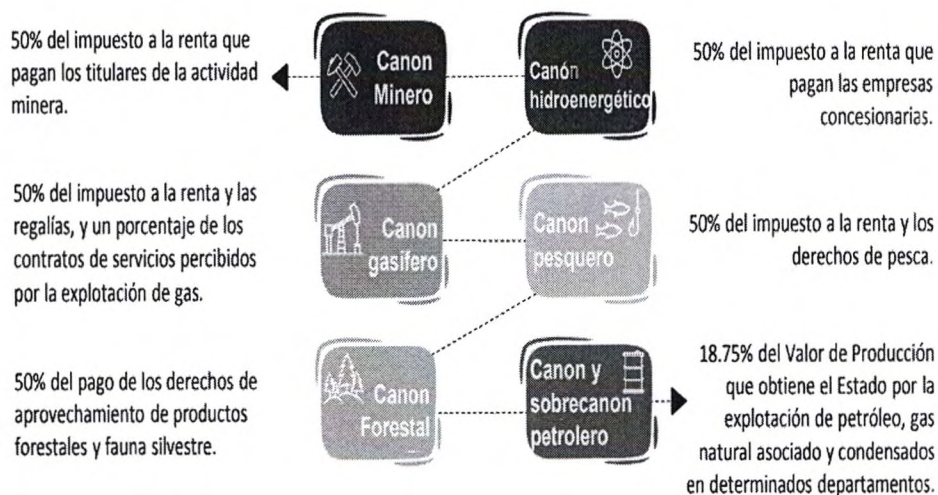 50% del impuesto a la renta que
pagan los titulares de la actividad
minera.
Canon
Minero
Canón
hidroenergético
50% del impuesto a la renta que
pagan las empresas
concesionarias.
50% del impuesto a la renta y las
regalías, y un porcentaje de los
contratos de servicios percibidos
por la explotación de gas.
Canon
gasífero
Canon
pesquero
50% del impuesto a la renta y los
derechos de pesca.
50% del pago de los derechos de
aprovechamiento de productos
forestales y fauna silvestre.
Canon
Forestal
Canon y
sobrecanon
petrolero
18.75% del Valor de Producción
que obtiene el Estado por la
explotación de petróleo, gas
natural asociado y condensados
en determinados departamentos.